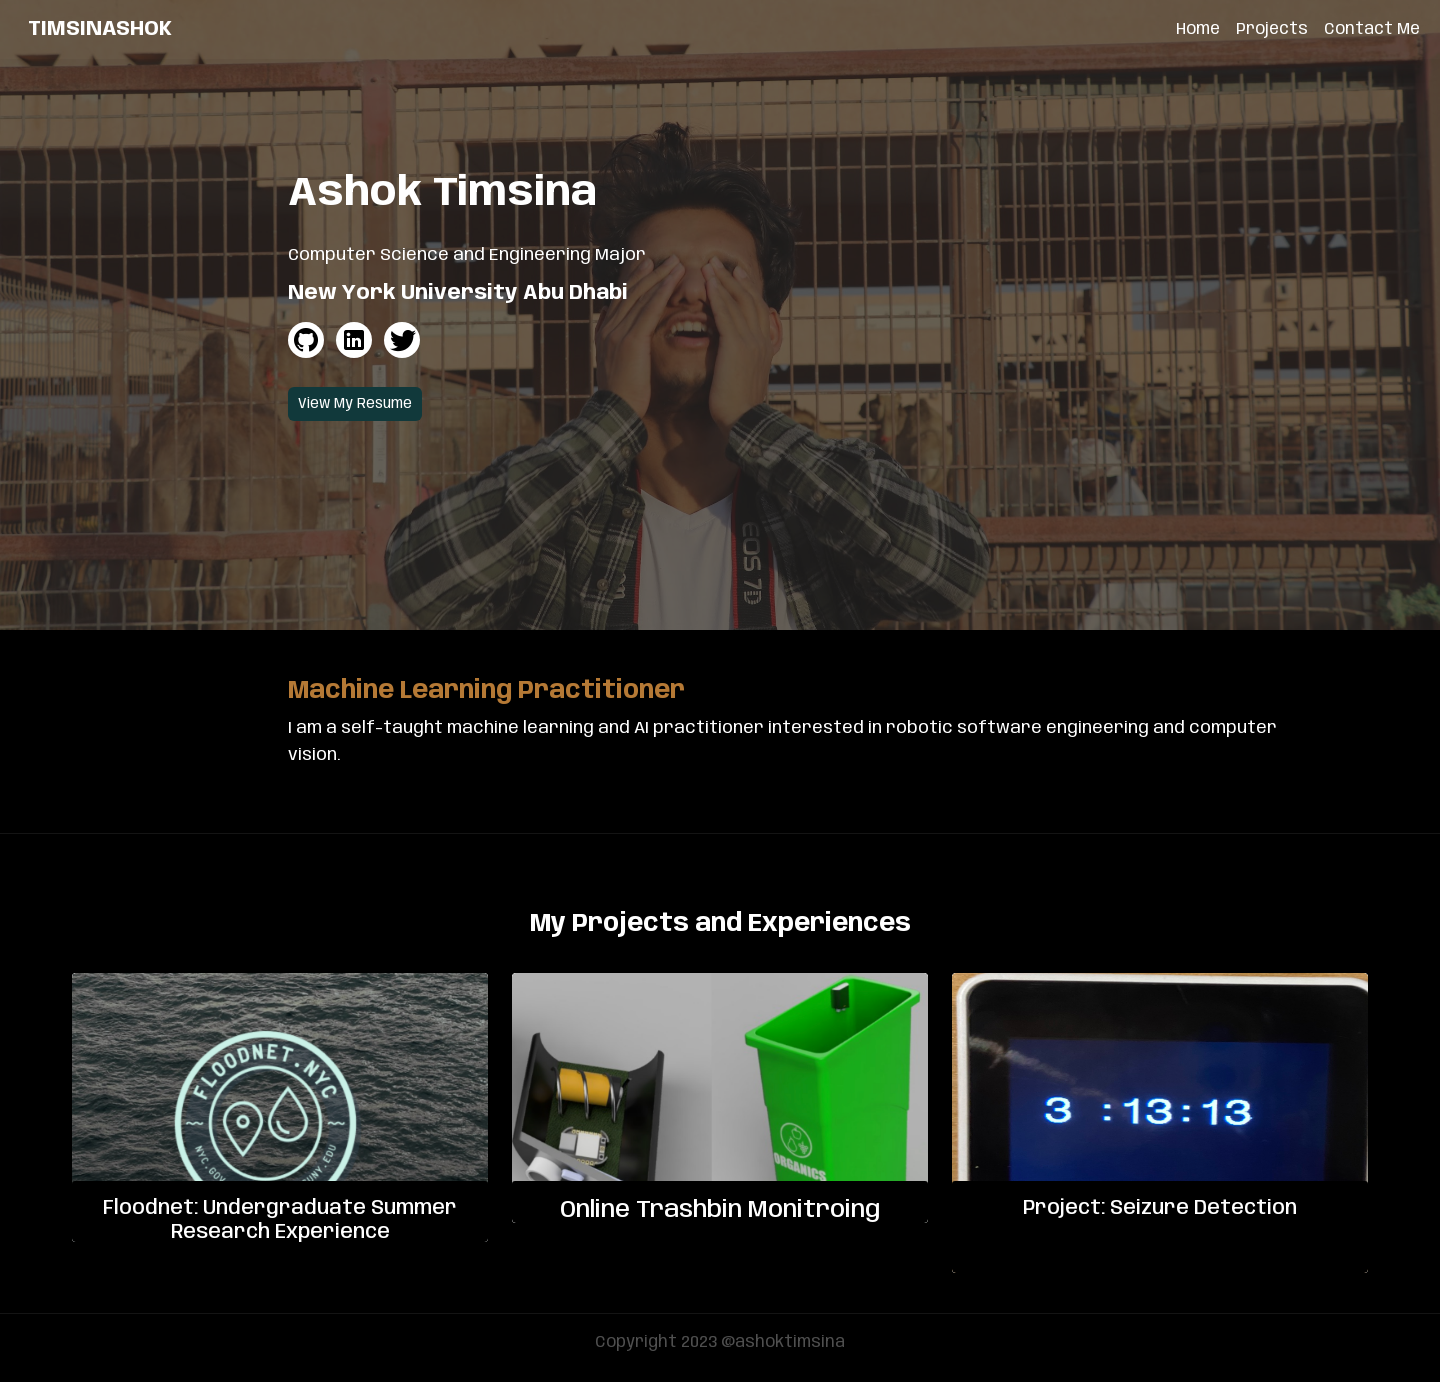 TIMSINASHOK
Home Projects Contact Me
Ashok Timsina
Computer Science and Engineering Major
New York University Abu Dhabi
View My Resume
EOS 7D
Machine Learning Practitioner
I am a self-taught machine learning and AI practitioner interested in robotic software engineering and computer
vision.
My Projects and Experiences
FLOODNET.NYC
NYC.GOV
CUNY.EDU
Floodnet: Undergraduate Summer
Research Experience
ORGANICS
Online Trashbin Monitroing
3 :13:13
Project: Seizure Detection
Copyright 2023 @ashoktimsina